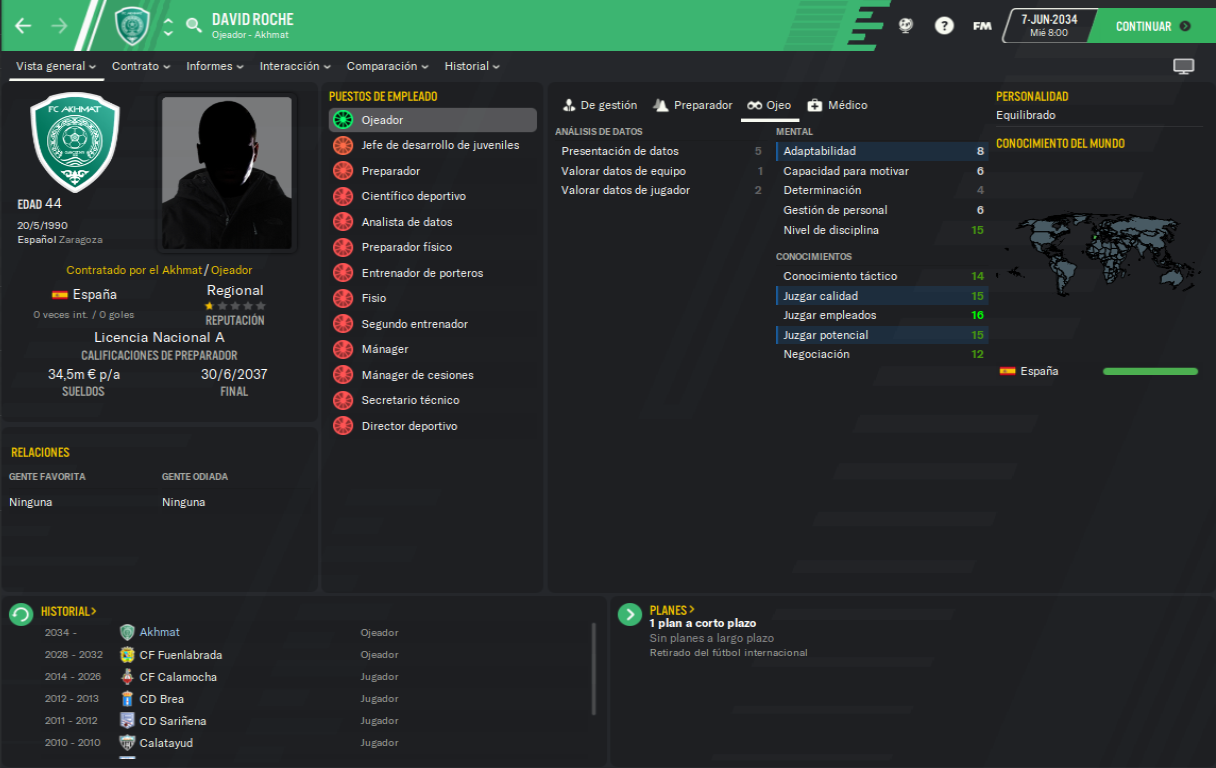 DAVID ROCHE
Ojeador - Akhmat
?
FM
7-JUN-2034
Mié 8:00
CONTINUAR
Vista general
Contrato
Informes
Interacción
Comparación
Historial
FC AKHMAT
EDAD 44
20/5/1990
Español Zaragoza
Contratado por el Akhmat / Ojeador
España
0 veces int. / 0 goles
Regional
REPUTACIÓN
Licencia Nacional A
CALIFICACIONES DE PREPARADOR
34,5m € p/a
SUELDOS
30/6/2037
FINAL
RELACIONES
GENTE FAVORITA
GENTE ODIADA
Ninguna
Ninguna
PUESTOS DE EMPLEADO
Ojeador
Jefe de desarrollo de juveniles
Preparador
Científico deportivo
Analista de datos
Preparador físico
Entrenador de porteros
Fisio
Segundo entrenador
Mánager
Mánager de cesiones
Secretario técnico
Director deportivo
De gestión
Preparador
Ojeo
Médico
ANÁLISIS DE DATOS
Presentación de datos 5
Valorar datos de equipo 1
Valorar datos de jugador 2
MENTAL
Adaptabilidad 8
Capacidad para motivar 6
Determinación 4
Gestión de personal 6
Nivel de disciplina 15
CONOCIMIENTOS
Conocimiento táctico 14
Juzgar calidad 15
Juzgar empleados 16
Juzgar potencial 15
Negociación 12
PERSONALIDAD
Equilibrado
CONOCIMIENTO DEL MUNDO
España
HISTORIAL>
2034 - Akhmat Ojeador
2028 - 2032 CF Fuenlabrada Ojeador
2014 - 2026 CF Calamocha Jugador
2012 - 2013 CD Brea Jugador
2011 - 2012 CD Sariñena Jugador
2010 - 2010 Calatayud Jugador
PLANES>
1 plan a corto plazo
Sin planes a largo plazo
Retirado del fútbol internacional